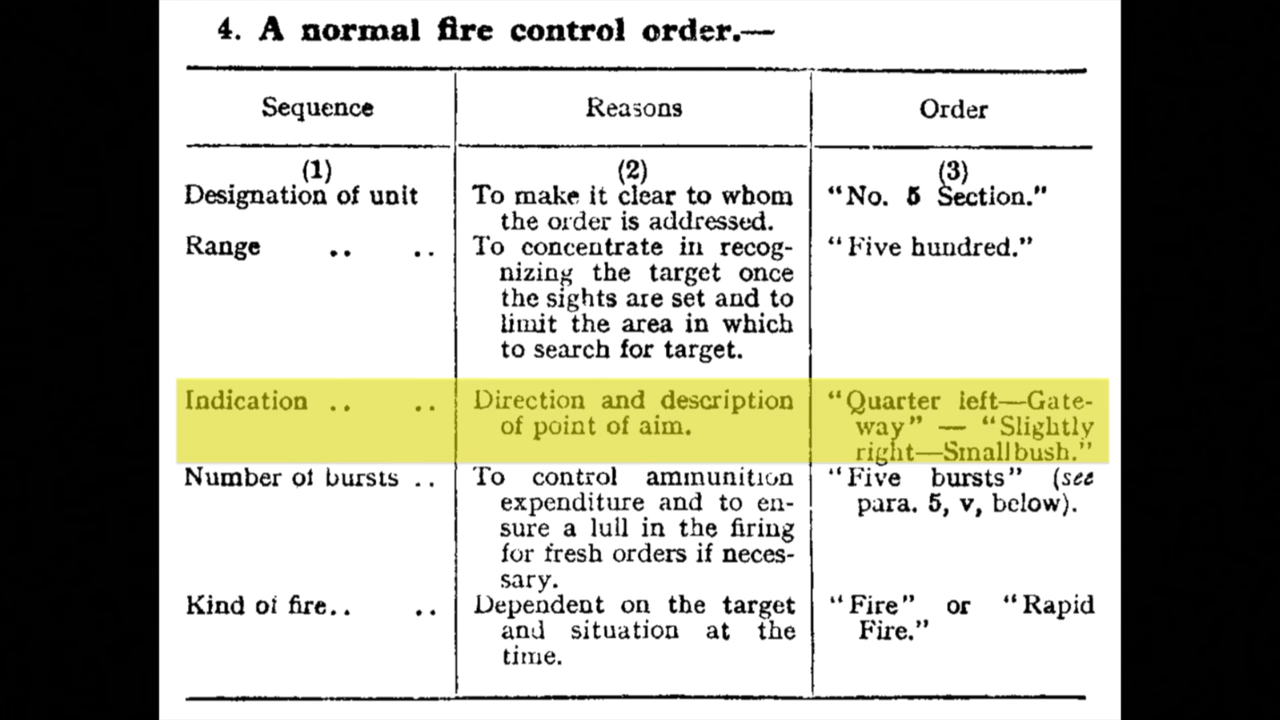 4. A normal fire control order.—
Sequence Reasons Order
(1) (2) (3)
Designation of unit To make it clear to whom "No. 5 Section."
the order is addressed.
Range .. .. To concentrate in recog- "Five hundred."
nizing the target once
the sights are set and to
limit the area in which
to search for target.
Indication .. .. Direction and description "Quarter left—Gate-
of point of aim. way" — "Slightly
right—Small bush."
Number of bursts .. To control ammunition "Five bursts" (see
expenditure and to en- para. 5, v, below).
sure a lull in the firing
for fresh orders if neces-
sary.
Kind of fire.. .. Dependent on the target "Fire" or "Rapid
and situation at the Fire."
time.